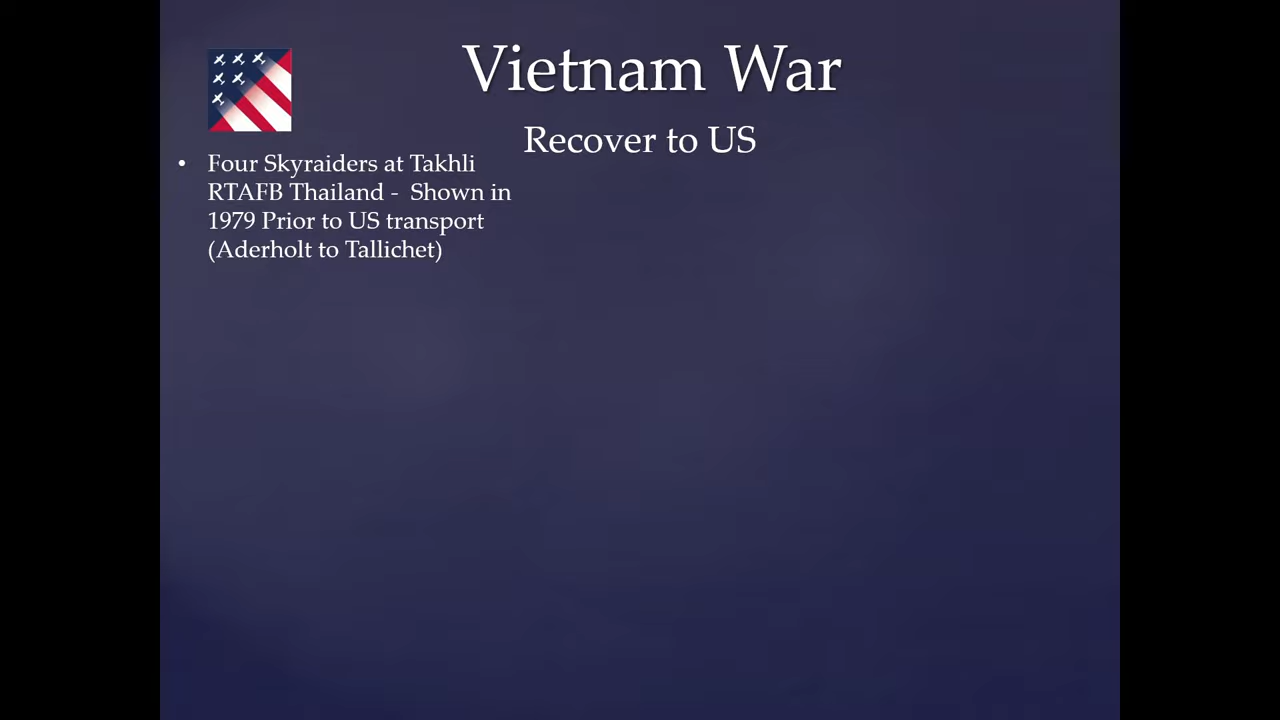 Vietnam War
Recover to US
• Four Skyraiders at Takhli
RTAFB Thailand -  Shown in
1979 Prior to US transport
(Aderholt to Tallichet)